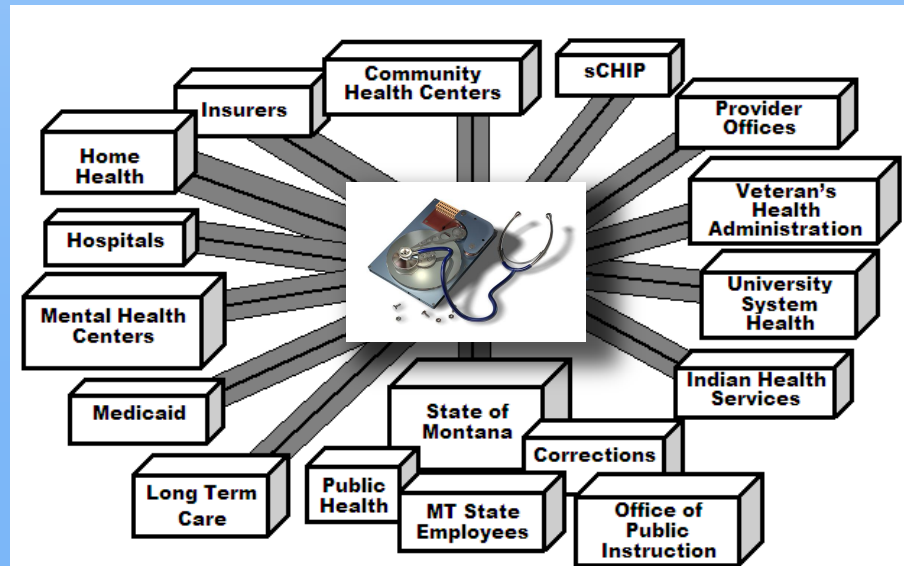 Community
Health Centers
sCHIP
Insurers
Provider
Offices
Home
Health
Veteran's
Health
Administration
Hospitals
University
System
Health
Mental Health
Centers
Indian Health
Services
Medicaid
State of
Montana
Corrections
Long Term
Care
Public
Health
MT State
Employees
Office of
Public
Instruction